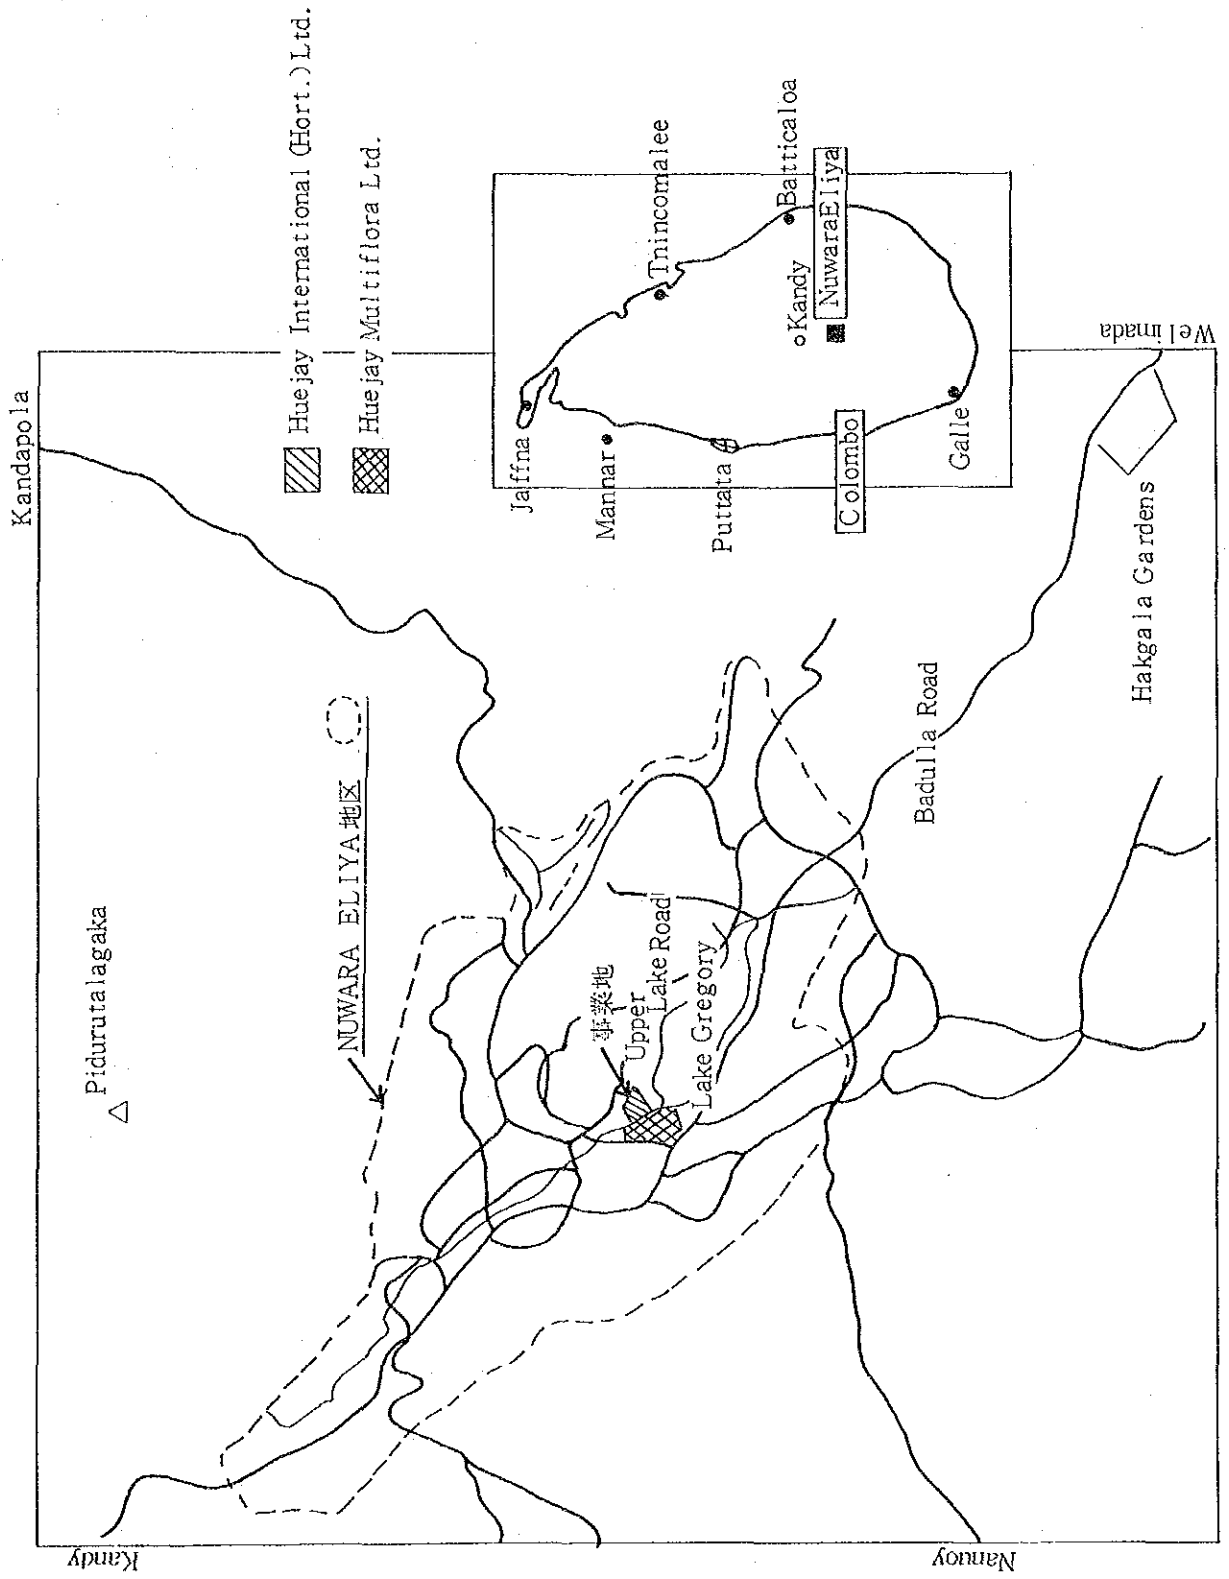 Kandapola
Huejay International (Hort.) Ltd.
Huejay Multiflora Ltd.
Pidurutalagaka
NUWARA ELIYA地区
Kandy
Jaffna
Tnincomalee
Mannar
Puttata
Batticaloa
Kandy
NuwaraEliya
Colombo
Galle
事業地
Upper
Lake Road
Lake Gregory
Badulla Road
Hakgala Gardens
Welimada
Nanuoy